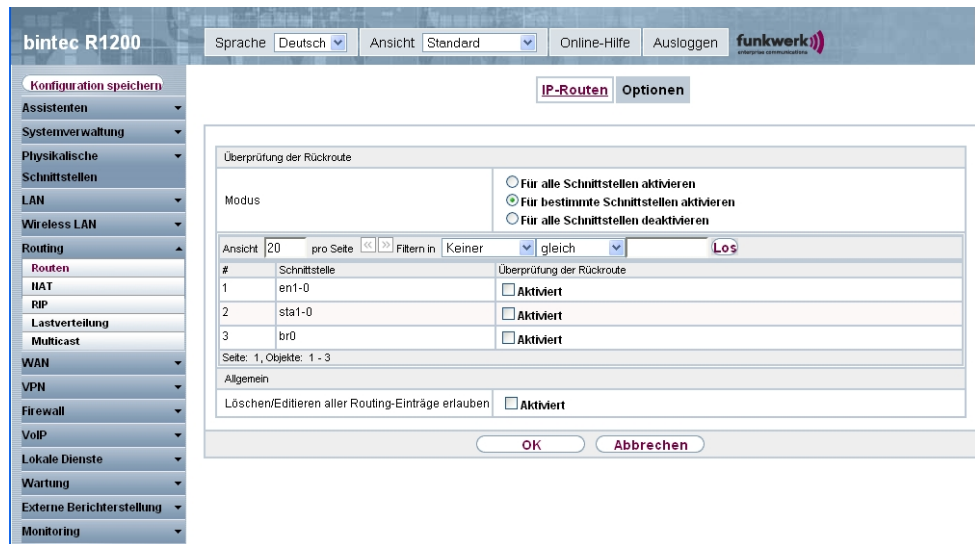 bintec R1200
Sprache Deutsch Ansicht Standard Online-Hilfe Ausloggen funkwerk
enterprise communications
Konfiguration speichern
Assistenten
Systemverwaltung
Physikalische
Schnittstellen
LAN
Wireless LAN
Routing
Routen
NAT
RIP
Lastverteilung
Multicast
WAN
VPN
Firewall
VoIP
Lokale Dienste
Wartung
Externe Berichterstellung
Monitoring
IP-Routen Optionen
Überprüfung der Rückroute
Modus
Für alle Schnittstellen aktivieren
Für bestimmte Schnittstellen aktivieren
Für alle Schnittstellen deaktivieren
Ansicht 20 pro Seite << >> Filtern in Keiner gleich Los
# Schnittstelle Überprüfung der Rückroute
1 en1-0 Aktiviert
2 sta1-0 Aktiviert
3 br0 Aktiviert
Seite: 1, Objekte: 1 - 3
Allgemein
Löschen/Editieren aller Routing-Einträge erlauben Aktiviert
OK Abbrechen